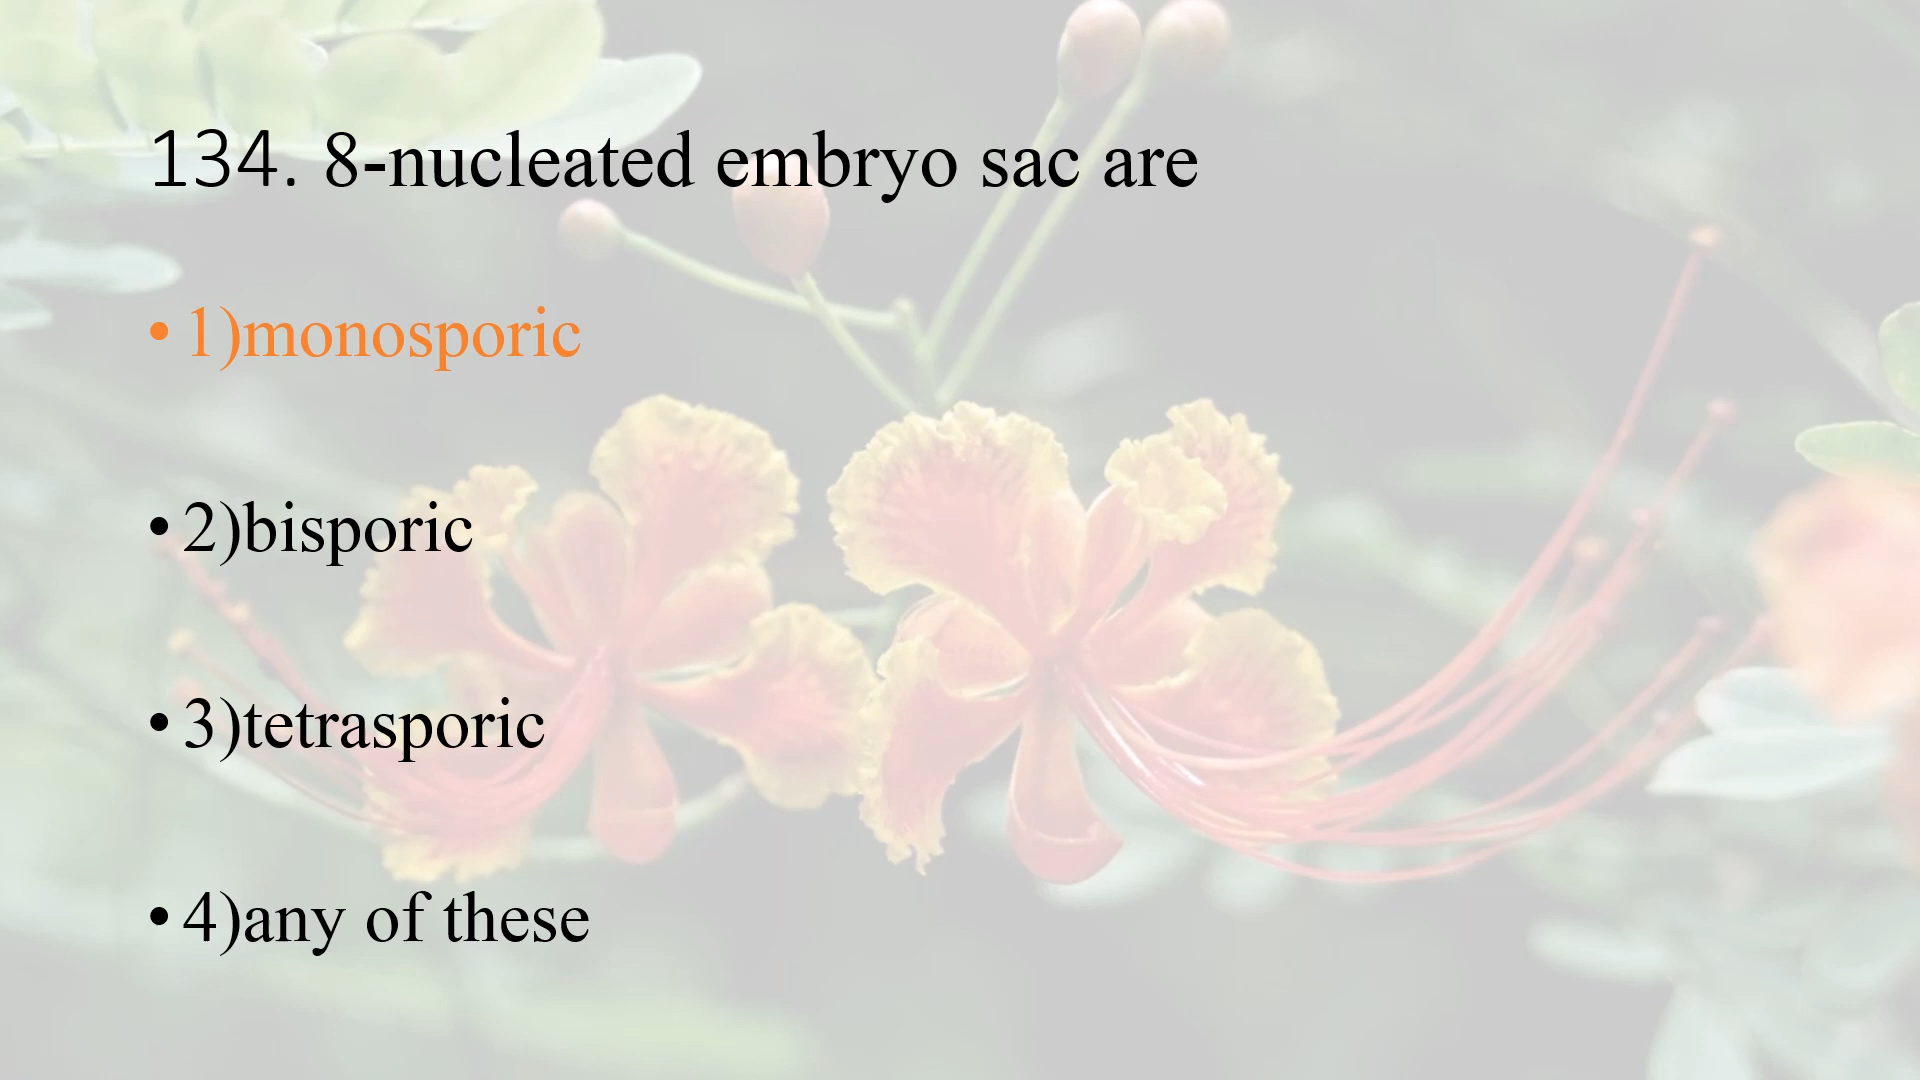 134. 8-nucleated embryo sac are
• 1)monosporic
• 2)bisporic
• 3)tetrasporic
• 4)any of these